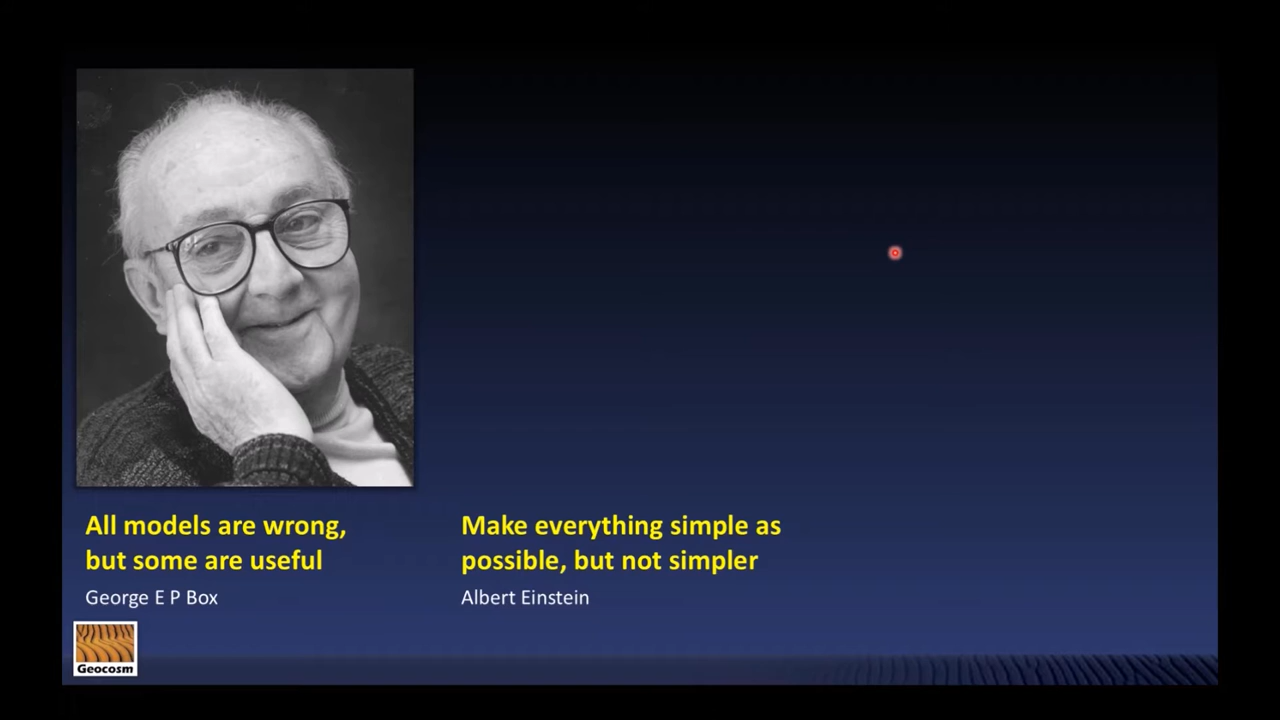 All models are wrong,
but some are useful
George E P Box
Make everything simple as
possible, but not simpler
Albert Einstein
Geocosm